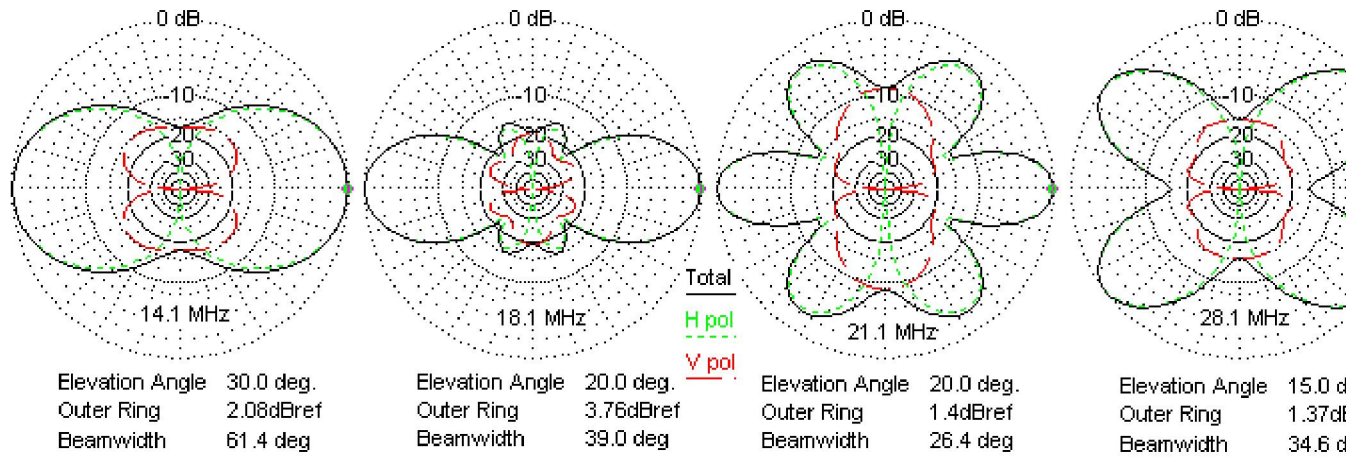 0 dB
-10
20
30
14.1 MHz
Elevation Angle 30.0 deg.
Outer Ring 2.08dBref
Beamwidth 61.4 deg
0 dB
-10
20
30
18.1 MHz
Elevation Angle 20.0 deg.
Outer Ring 3.76dBref
Beamwidth 39.0 deg
Total
H pol
V pol
0 dB
-10
20
30
21.1 MHz
Elevation Angle 20.0 deg.
Outer Ring 1.4dBref
Beamwidth 26.4 deg
0 dB
-10
20
30
28.1 MHz
Elevation Angle 15.0 d
Outer Ring 1.37dB
Beamwidth 34.6 d